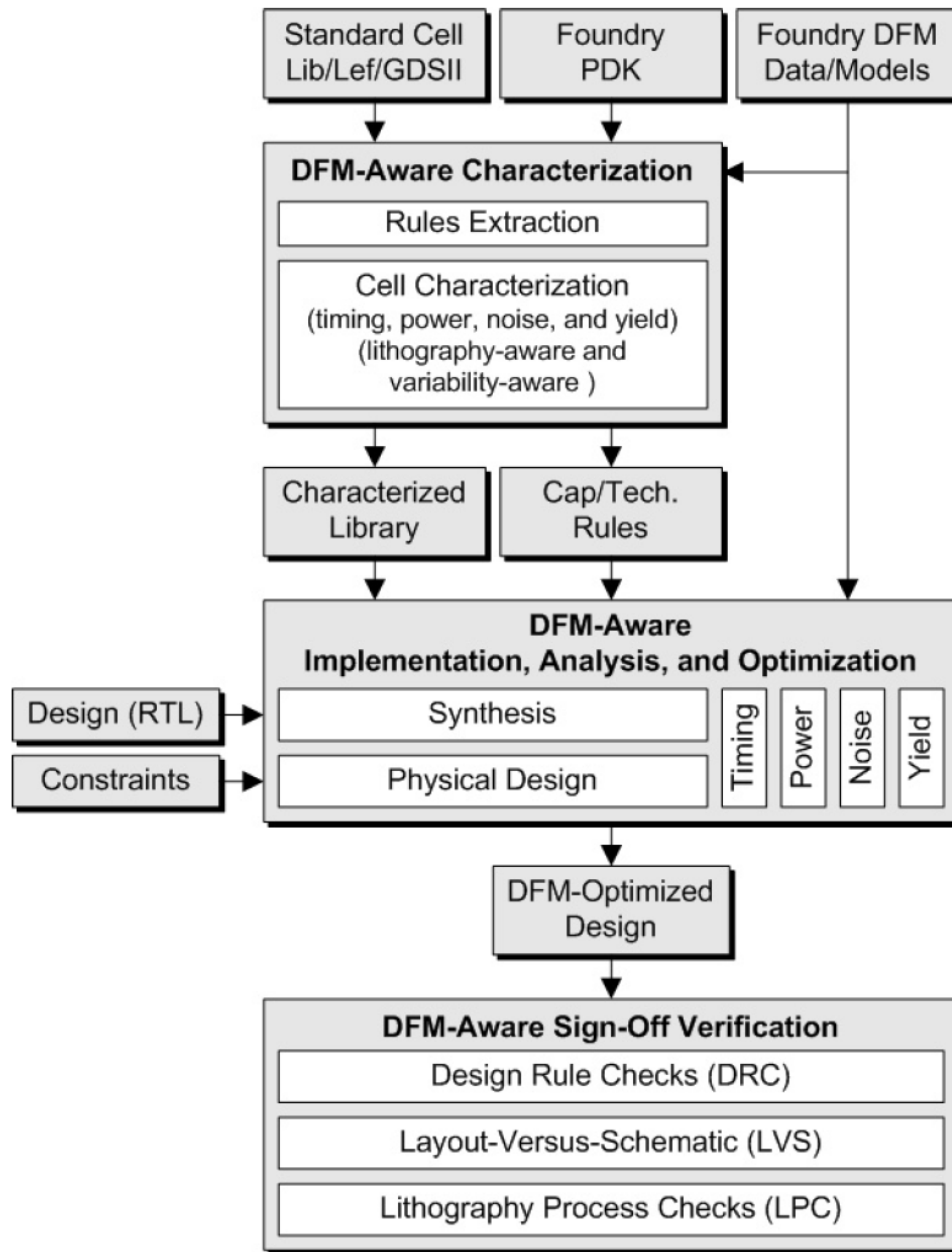 Standard Cell
Lib/Lef/GDSII
Foundry
PDK
Foundry DFM
Data/Models
DFM-Aware Characterization
Rules Extraction
Cell Characterization
(timing, power, noise, and yield)
(lithography-aware and
variability-aware )
Characterized
Library
Cap/Tech.
Rules
DFM-Aware
Implementation, Analysis, and Optimization
Design (RTL)
Constraints
Synthesis
Physical Design
Timing
Power
Noise
Yield
DFM-Optimized
Design
DFM-Aware Sign-Off Verification
Design Rule Checks (DRC)
Layout-Versus-Schematic (LVS)
Lithography Process Checks (LPC)